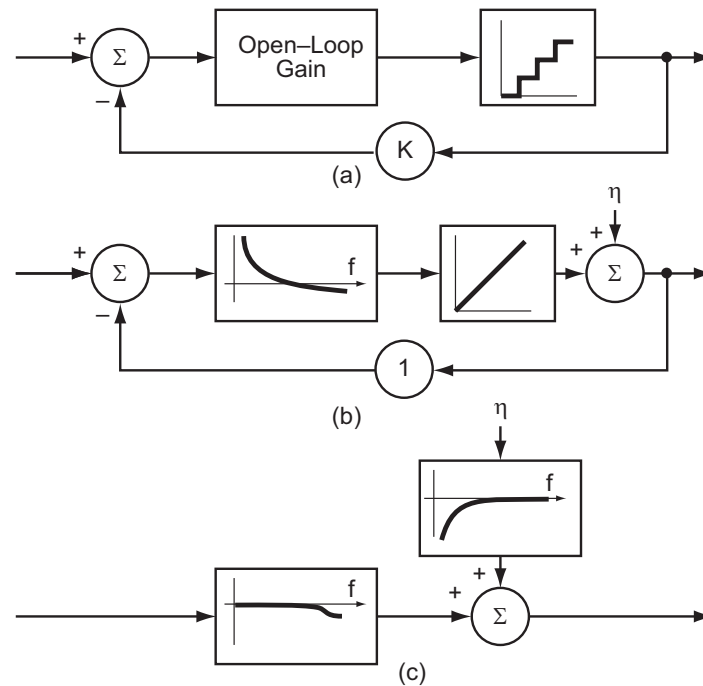 +
Σ
Open–Loop
Gain
–
K
(a)
η
+
+
+
Σ
f
Σ
–
1
(b)
η
f
f
+
+
Σ
(c)